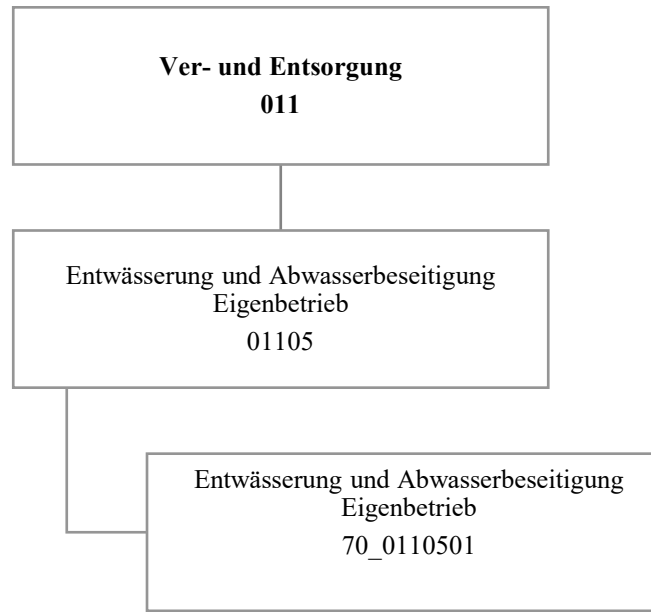 Ver- und Entsorgung
011
Entwässerung und Abwasserbeseitigung
Eigenbetrieb
01105
Entwässerung und Abwasserbeseitigung
Eigenbetrieb
70_0110501